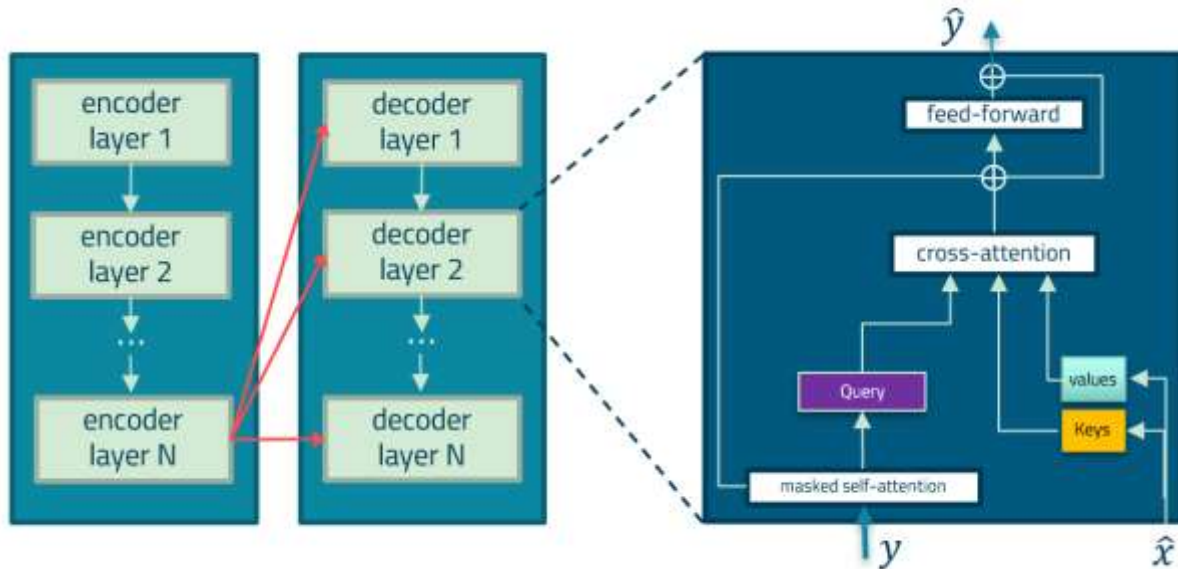 encoder
layer 1
encoder
layer 2
...
encoder
layer N
decoder
layer 1
decoder
layer 2
...
decoder
layer N
ŷ
feed-forward
cross-attention
Query
values
Keys
masked self-attention
y
x̂